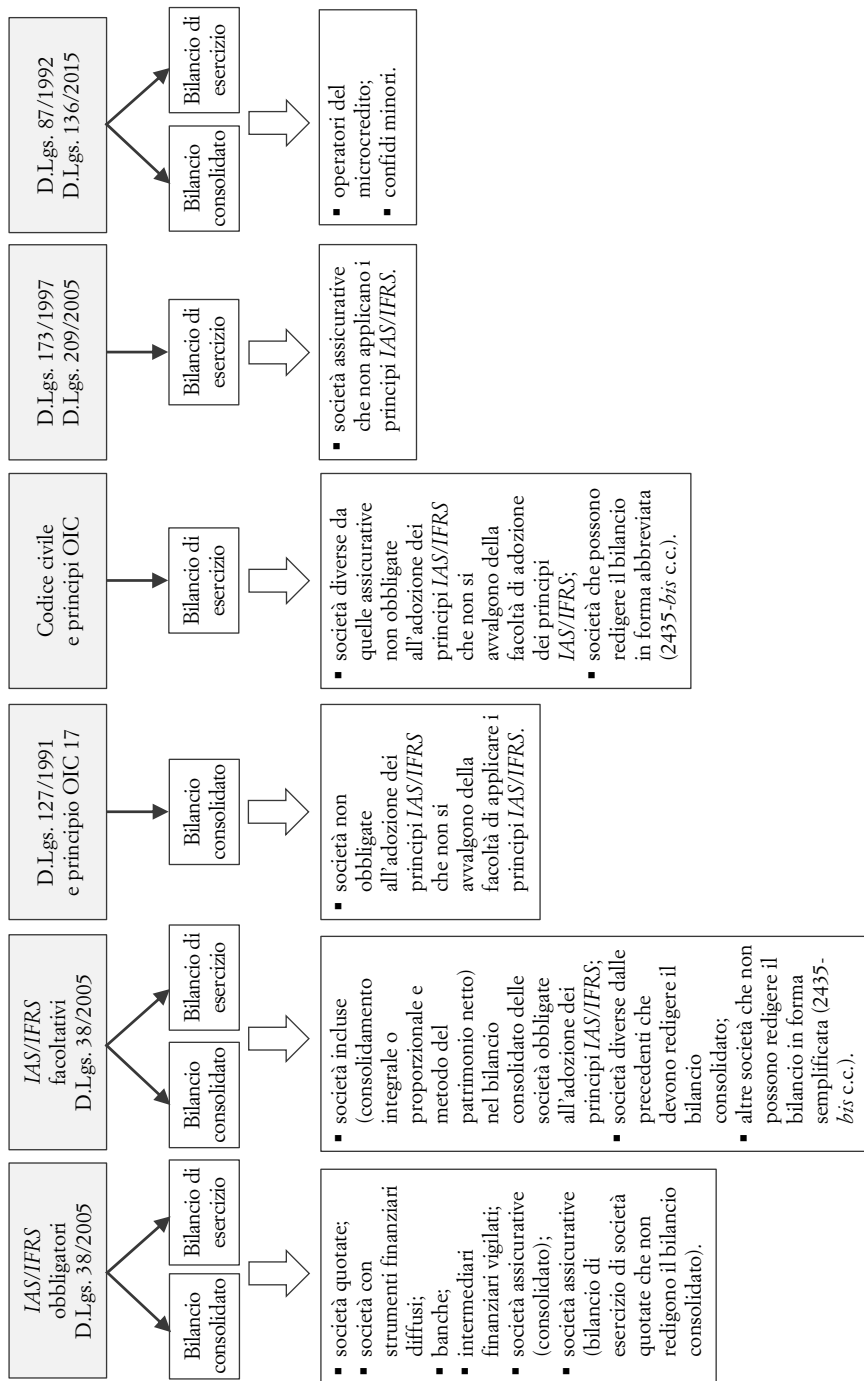 IAS/IFRS
obbligatori
D.Lgs. 38/2005
Bilancio
consolidato
Bilancio di
esercizio
▪ società quotate;
▪ società con
strumenti finanziari
diffusi;
▪ banche;
▪ intermediari
finanziari vigilati;
▪ società assicurative
(consolidato);
▪ società assicurative
(bilancio di
esercizio di società
quotate che non
redigono il bilancio
consolidato).
IAS/IFRS
facoltativi
D.Lgs. 38/2005
Bilancio
consolidato
Bilancio di
esercizio
▪ società incluse
(consolidamento
integrale o
proporzionale e
metodo del
patrimonio netto)
nel bilancio
consolidato delle
società obbligate
all'adozione dei
principi IAS/IFRS;
▪ società diverse dalle
precedenti che
devono redigere il
bilancio
consolidato;
▪ altre società che non
possono redigere il
bilancio in forma
semplificata (2435-
bis c.c.).
D.Lgs. 127/1991
e principio OIC 17
Bilancio
consolidato
▪ società non
obbligate
all'adozione dei
principi IAS/IFRS
che non si
avvalgono della
facoltà di applicare i
principi IAS/IFRS.
Codice civile
e principi OIC
Bilancio di
esercizio
▪ società diverse da
quelle assicurative
non obbligate
all'adozione dei
principi IAS/IFRS
che non si
avvalgono della
facoltà di adozione
dei principi
IAS/IFRS;
▪ società che possono
redigere il bilancio
in forma abbreviata
(2435-bis c.c.).
D.Lgs. 173/1997
D.Lgs. 209/2005
Bilancio di
esercizio
▪ società assicurative
che non applicano i
principi IAS/IFRS.
D.Lgs. 87/1992
D.Lgs. 136/2015
Bilancio
consolidato
Bilancio di
esercizio
▪ operatori del
microcredito;
▪ confidi minori.